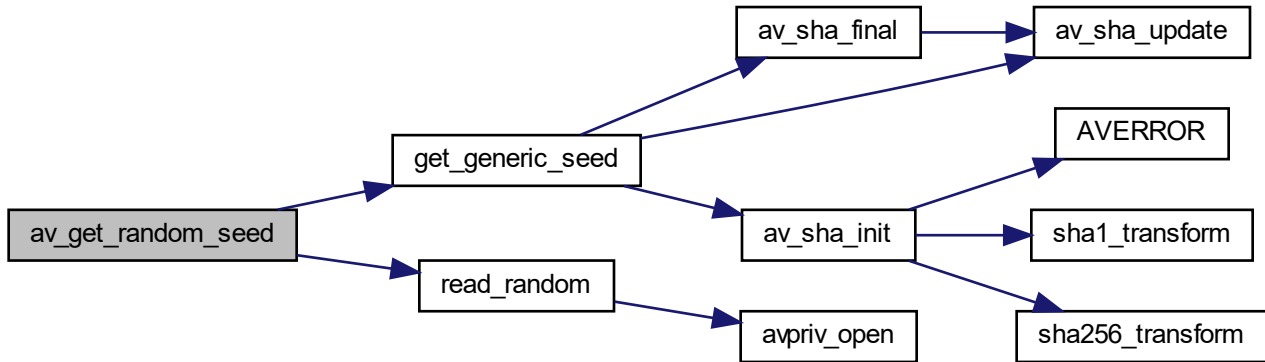 av_sha_final
av_sha_update
AVERROR
get_generic_seed
av_get_random_seed
av_sha_init
sha1_transform
read_random
avpriv_open
sha256_transform